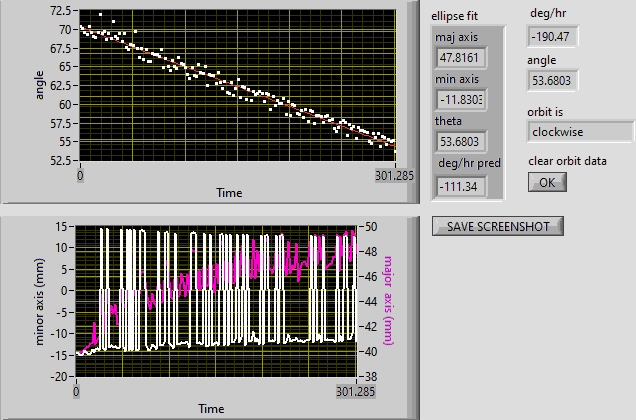 72.5
70
67.5
65
62.5
60
57.5
55
52.5
angle
0
301.285
Time
ellipse fit
maj axis
47.8161
min axis
-11.8303
theta
53.6803
deg/hr pred
-111.34
deg/hr
-190.47
angle
53.6803
orbit is
clockwise
clear orbit data
OK
SAVE SCREENSHOT
15
10
5
0
-5
-10
-15
-20
minor axis (mm)
50
48
46
44
42
40
38
major axis (mm)
0
301.285
Time